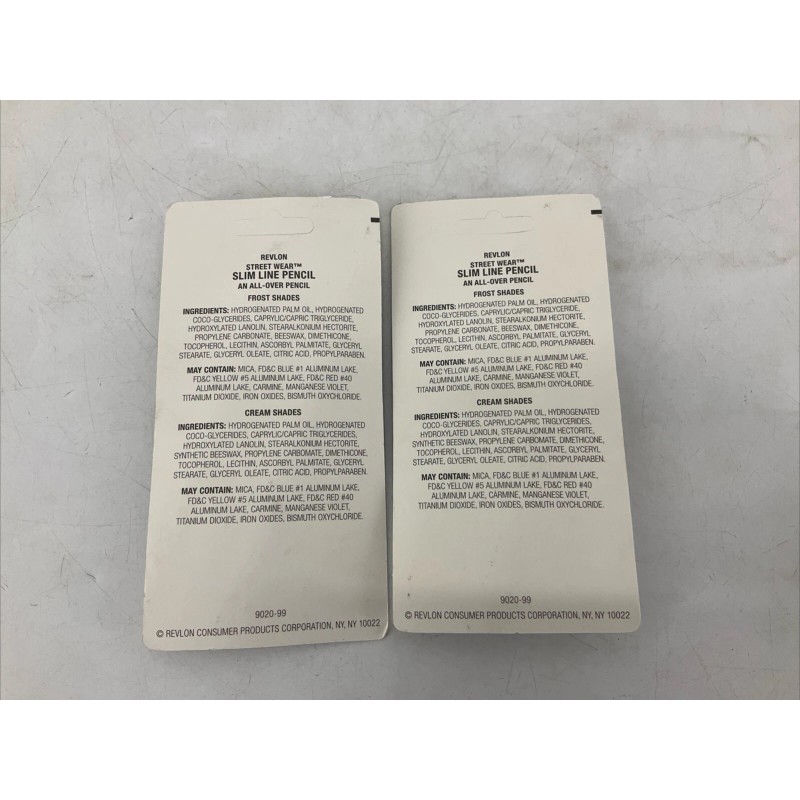 REVLON
STREET WEAR™
SLIM LINE PENCIL
AN ALL-OVER PENCIL
FROST SHADES
INGREDIENTS: HYDROGENATED PALM OIL, HYDROGENATED
COCO-GLYCERIDES, CAPRYLIC/CAPRIC TRIGLYCERIDE,
HYDROXYLATED LANOLIN, STEARALKONIUM HECTORITE,
PROPYLENE CARBONATE, BEESWAX, DIMETHICONE,
TOCOPHEROL, LECITHIN, ASCORBYL PALMITATE, GLYCERYL
STEARATE, GLYCERYL OLEATE, CITRIC ACID, PROPYLPARABEN.
MAY CONTAIN: MICA, FD&C BLUE #1 ALUMINUM LAKE,
FD&C YELLOW #5 ALUMINUM LAKE, FD&C RED #40
ALUMINUM LAKE, CARMINE, MANGANESE VIOLET,
TITANIUM DIOXIDE, IRON OXIDES, BISMUTH OXYCHLORIDE.
CREAM SHADES
INGREDIENTS: HYDROGENATED PALM OIL, HYDROGENATED
COCO-GLYCERIDES, CAPRYLIC/CAPRIC TRIGLYCERIDES,
HYDROXYLATED LANOLIN, STEARALKONIUM HECTORITE,
SYNTHETIC BEESWAX, PROPYLENE CARBOMATE, DIMETHICONE,
TOCOPHEROL, LECITHIN, ASCORBYL PALMITATE, GLYCERYL
STEARATE, GLYCERYL OLEATE, CITRIC ACID, PROPYLPARABEN.
MAY CONTAIN: MICA, FD&C BLUE #1 ALUMINUM LAKE,
FD&C YELLOW #5 ALUMINUM LAKE, FD&C RED #40
ALUMINUM LAKE, CARMINE, MANGANESE VIOLET,
TITANIUM DIOXIDE, IRON OXIDES, BISMUTH OXYCHLORIDE.
9020-99
© REVLON CONSUMER PRODUCTS CORPORATION, NY, NY 10022
REVLON
STREET WEAR™
SLIM LINE PENCIL
AN ALL-OVER PENCIL
FROST SHADES
INGREDIENTS: HYDROGENATED PALM OIL, HYDROGENATED
COCO-GLYCERIDES, CAPRYLIC/CAPRIC TRIGLYCERIDE,
HYDROXYLATED LANOLIN, STEARALKONIUM HECTORITE,
PROPYLENE CARBONATE, BEESWAX, DIMETHICONE,
TOCOPHEROL, LECITHIN, ASCORBYL PALMITATE, GLYCERYL
STEARATE, GLYCERYL OLEATE, CITRIC ACID, PROPYLPARABEN.
MAY CONTAIN: MICA, FD&C BLUE #1 ALUMINUM LAKE,
FD&C YELLOW #5 ALUMINUM LAKE, FD&C RED #40
ALUMINUM LAKE, CARMINE, MANGANESE VIOLET,
TITANIUM DIOXIDE, IRON OXIDES, BISMUTH OXYCHLORIDE.
CREAM SHADES
INGREDIENTS: HYDROGENATED PALM OIL, HYDROGENATED
COCO-GLYCERIDES, CAPRYLIC/CAPRIC TRIGLYCERIDES,
HYDROXYLATED LANOLIN, STEARALKONIUM HECTORITE,
SYNTHETIC BEESWAX, PROPYLENE CARBOMATE, DIMETHICONE,
TOCOPHEROL, LECITHIN, ASCORBYL PALMITATE, GLYCERYL
STEARATE, GLYCERYL OLEATE, CITRIC ACID, PROPYLPARABEN.
MAY CONTAIN: MICA, FD&C BLUE #1 ALUMINUM LAKE,
FD&C YELLOW #5 ALUMINUM LAKE, FD&C RED #40
ALUMINUM LAKE, CARMINE, MANGANESE VIOLET,
TITANIUM DIOXIDE, IRON OXIDES, BISMUTH OXYCHLORIDE.
9020-99
© REVLON CONSUMER PRODUCTS CORPORATION, NY, NY 10022